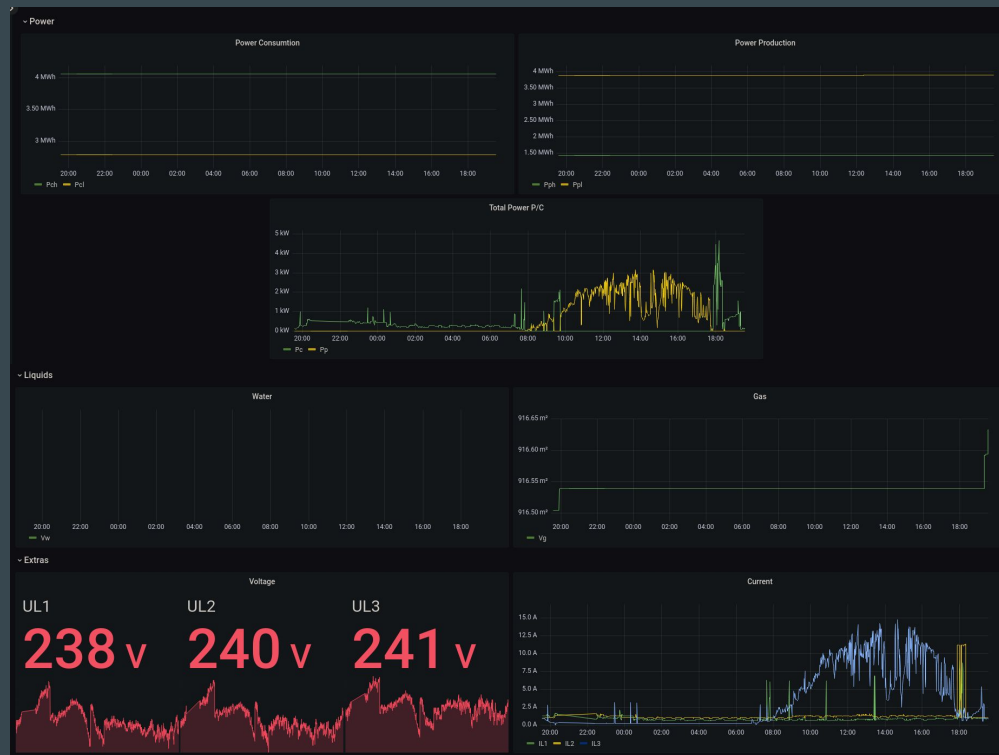 Power
Power Consumtion
4 MWh
3.50 MWh
3 MWh
20:00 22:00 00:00 02:00 04:00 06:00 08:00 10:00 12:00 14:00 16:00 18:00
Pch Pcl
Power Production
4 MWh
3.50 MWh
3 MWh
2.50 MWh
2 MWh
1.50 MWh
20:00 22:00 00:00 02:00 04:00 06:00 08:00 10:00 12:00 14:00 16:00 18:00
Pph Ppl
Total Power P/C
5 kW
4 kW
3 kW
2 kW
1 kW
0 kW
20:00 22:00 00:00 02:00 04:00 06:00 08:00 10:00 12:00 14:00 16:00 18:00
Pc Pp
Liquids
Water
20:00 22:00 00:00 02:00 04:00 06:00 08:00 10:00 12:00 14:00 16:00 18:00
Vw
Gas
916.65 m³
916.60 m³
916.55 m³
916.50 m³
20:00 22:00 00:00 02:00 04:00 06:00 08:00 10:00 12:00 14:00 16:00 18:00
Vg
Extras
Voltage
UL1 UL2 UL3
238 V 240 V 241 V
Current
15.0 A
12.5 A
10.0 A
7.5 A
5.0 A
2.5 A
0.0 A
20:00 22:00 00:00 02:00 04:00 06:00 08:00 10:00 12:00 14:00 16:00 18:00
IL1 IL2 IL3